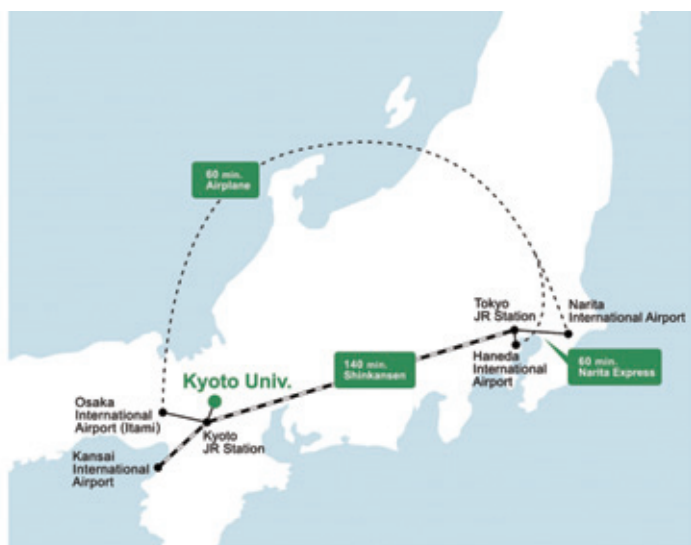 60 min.
Airplane
Tokyo
JR Station
Narita
International Airport
Haneda
International
Airport
60 min.
Narita Express
140 min.
Shinkansen
Kyoto Univ.
Osaka
International
Airport (Itami)
Kyoto
JR Station
Kansai
International
Airport